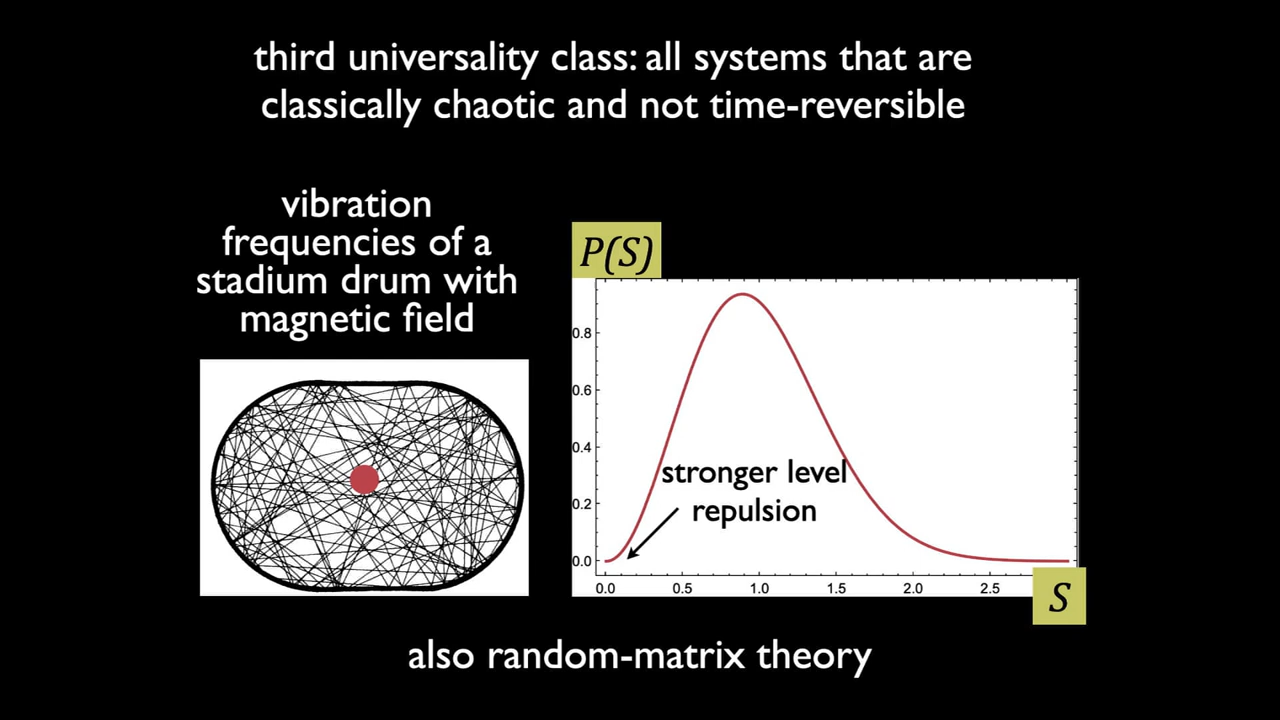 third universality class: all systems that are
classically chaotic and not time-reversible
vibration
frequencies of a
stadium drum with
magnetic field
P(S)
0.8
0.6
0.4
0.2
0.0
stronger level
repulsion
0.0 0.5 1.0 1.5 2.0 2.5
S
also random-matrix theory